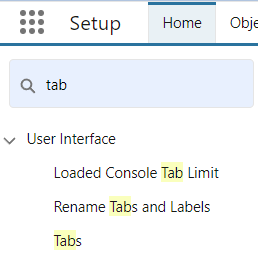 Setup Home Obje
tab
User Interface
Loaded Console Tab Limit
Rename Tabs and Labels
Tabs